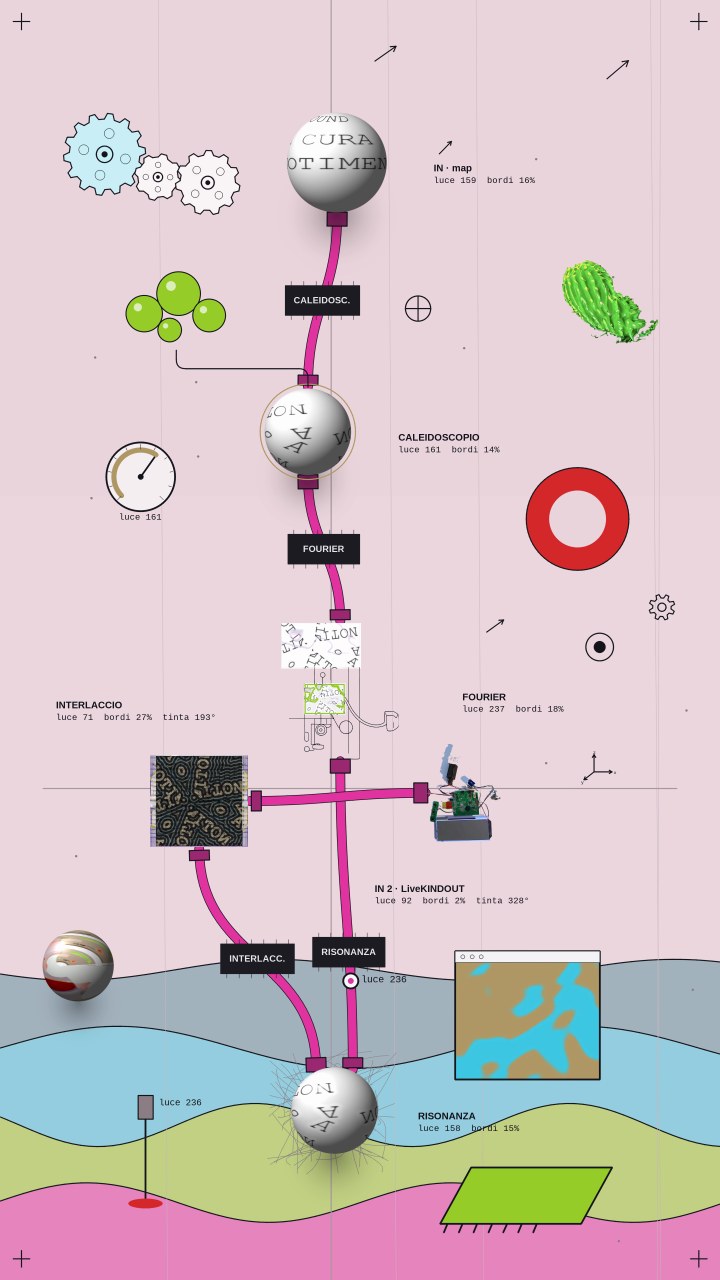 OUND
CURA
OTIMEN
IN · map
luce 159 bordi 16%
CALEIDOSC.
CALEIDOSCOPIO
luce 161 bordi 14%
luce 161
FOURIER
INTERLACCIO
luce 71 bordi 27% tinta 193°
FOURIER
luce 237 bordi 18%
IN 2 · LiveKINDOUT
luce 92 bordi 2% tinta 328°
INTERLACC.
RISONANZA
luce 236
luce 236
RISONANZA
luce 158 bordi 15%